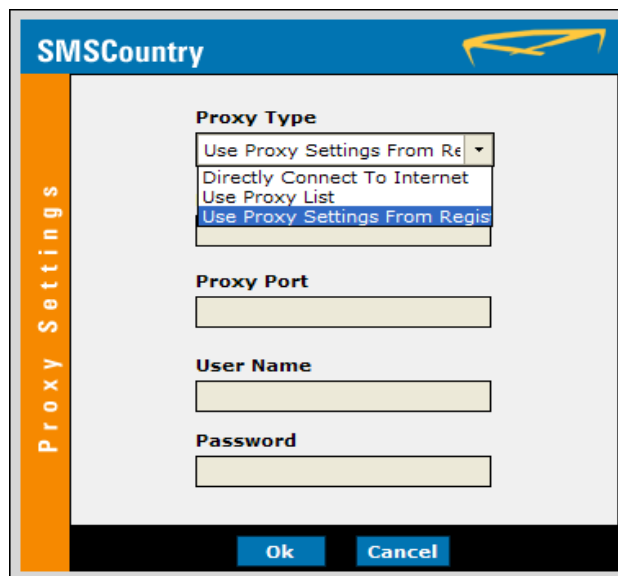 SMSCountry
Proxy Settings
Proxy Type
Use Proxy Settings From Re
Directly Connect To Internet
Use Proxy List
Use Proxy Settings From Regis
Proxy Port
User Name
Password
Ok
Cancel